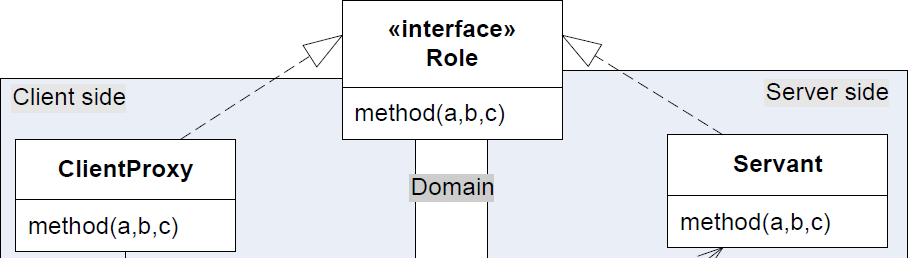 «interface»
Role
method(a,b,c)
Client side
Server side
ClientProxy
method(a,b,c)
Domain
Servant
method(a,b,c)